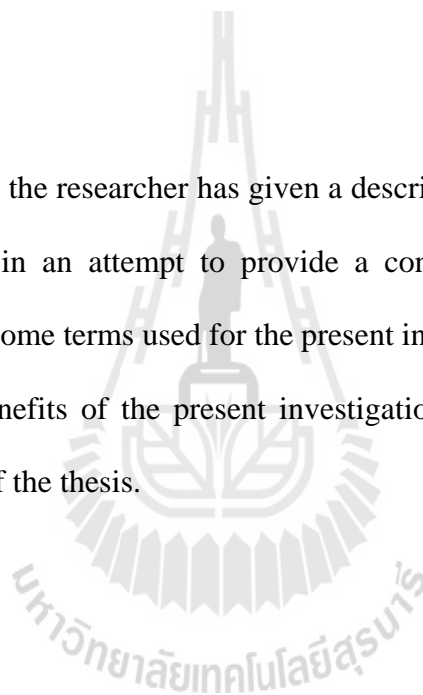 the researcher has given a descri
in an attempt to provide a con
ome terms used for the present in
nefits of the present investigatio
f the thesis.
มหาวิทยาลัยเทคโนโลยีสุรนารี